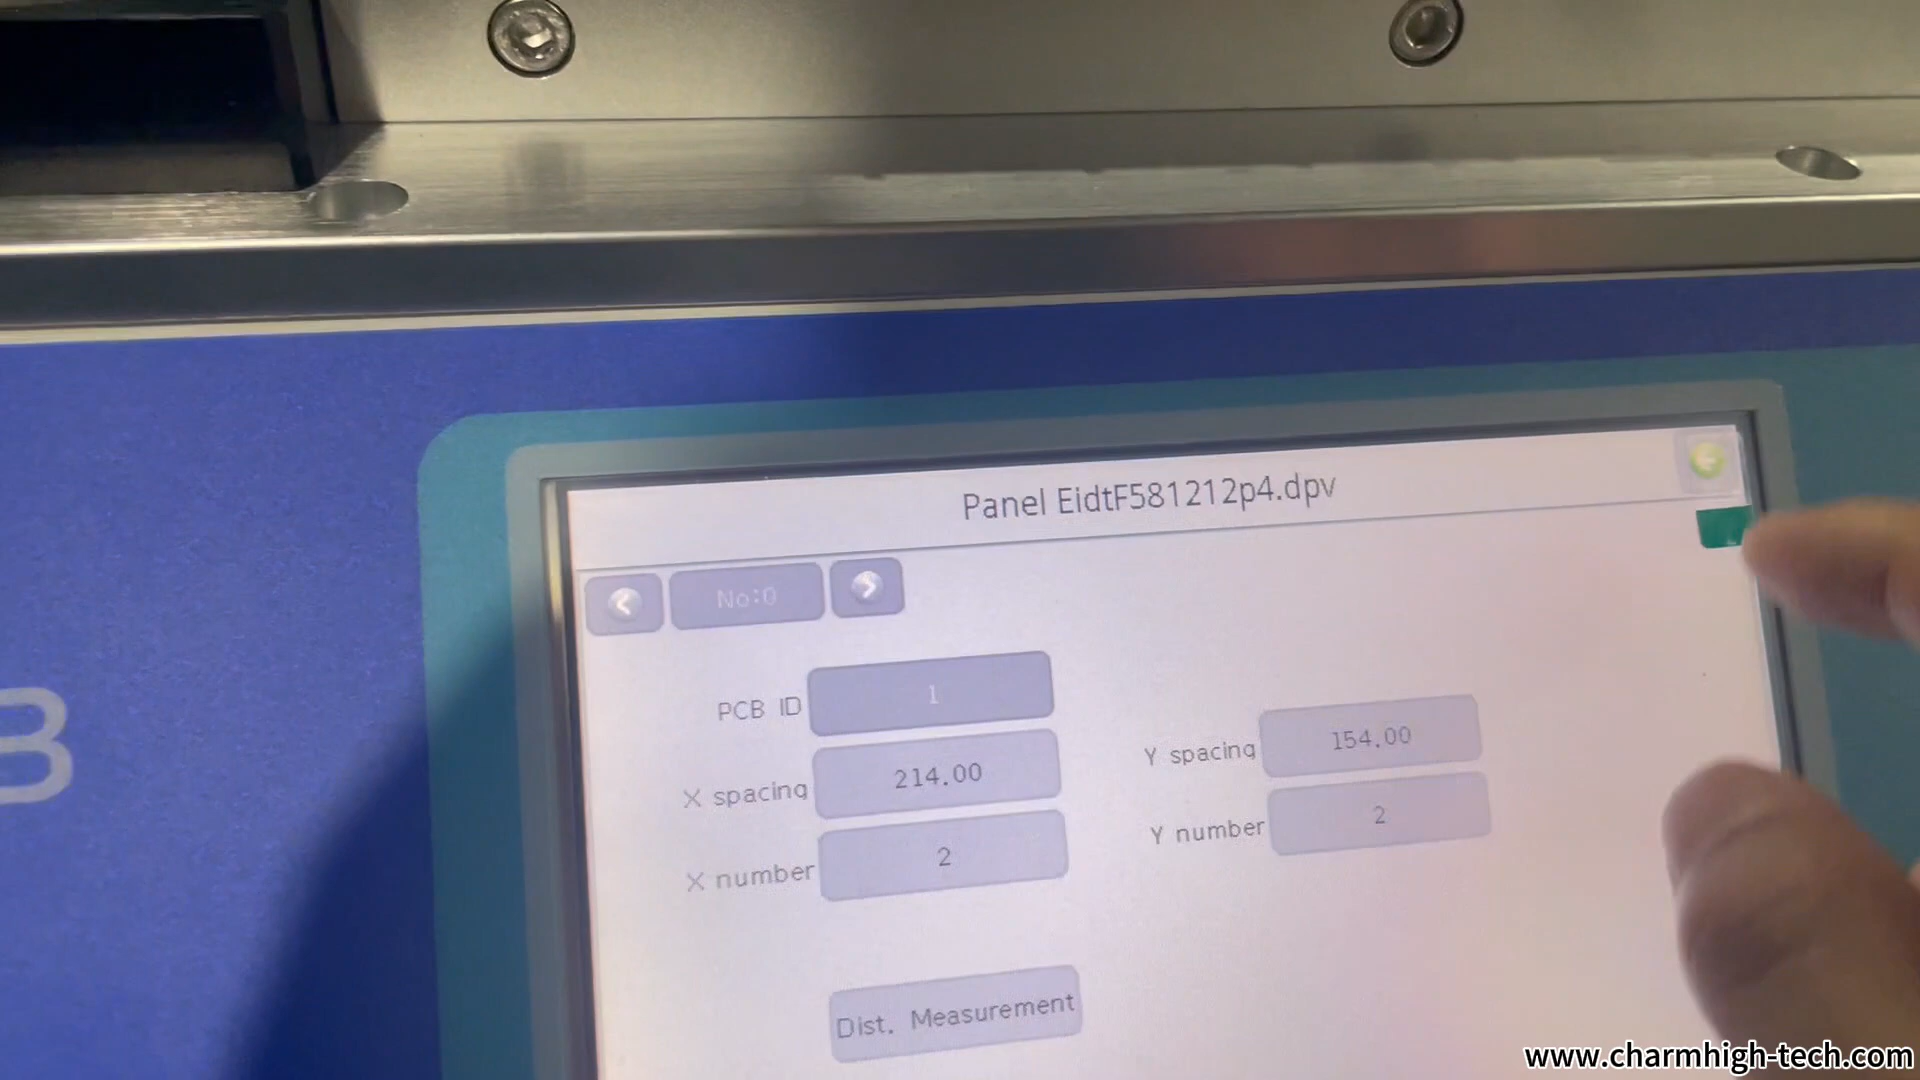 Panel EidtF581212p4.dpv
No:0
PCB ID 1
X spacing 214.00
Y spacing 154.00
X number 2
Y number 2
Dist. Measurement
B
www.charmhigh-tech.com